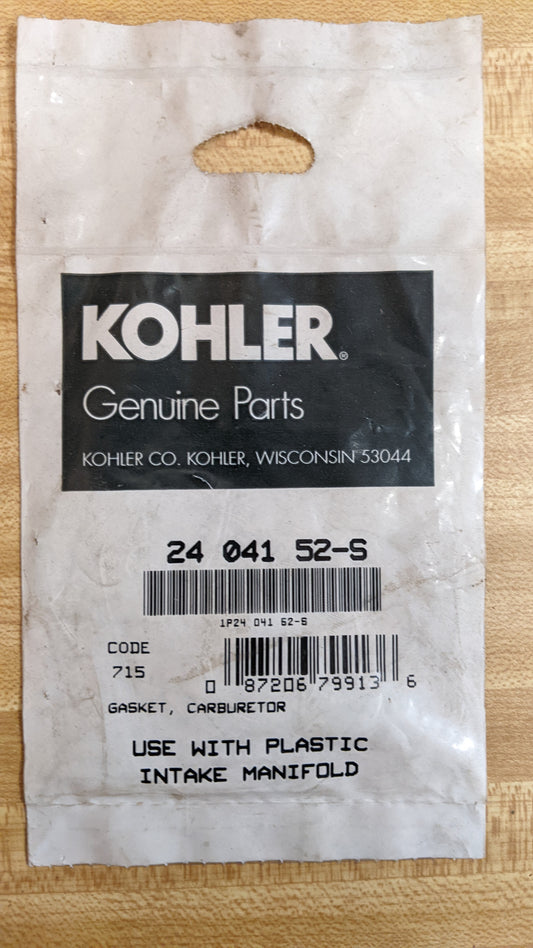 KOHLER®
Genuine Parts
KOHLER CO. KOHLER, WISCONSIN 53044
24 041 52-S
1P24 041 52-S
CODE
715
0 87206 79913 6
GASKET, CARBURETOR
USE WITH PLASTIC
INTAKE MANIFOLD